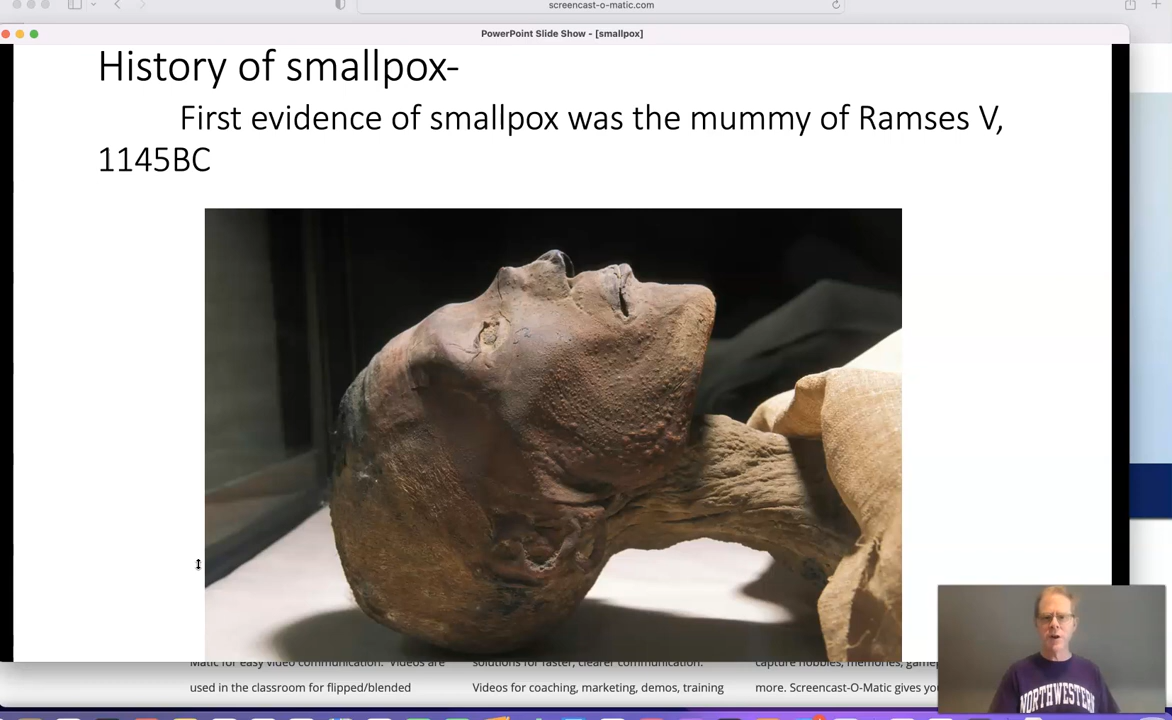 screencast-o-matic.com
PowerPoint Slide Show - [smallpox]
History of smallpox-
First evidence of smallpox was the mummy of Ramses V,
1145BC
Matic for easy video communication. Videos are
solutions for faster, clearer communication.
capture hobbies, memories,
used in the classroom for flipped/blended
Videos for coaching, marketing, demos, training
more. Screencast-O-Matic gives
NORTHWESTERN